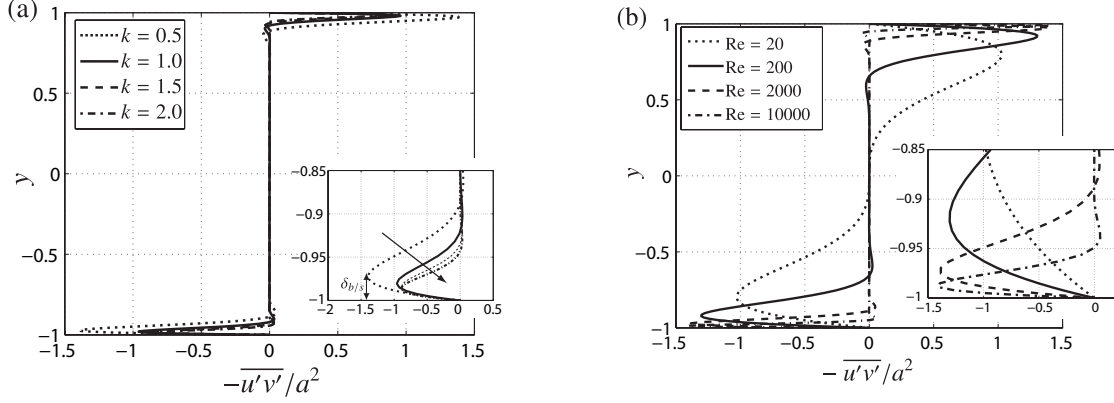 (a)
k = 0.5
k = 1.0
k = 1.5
k = 2.0
1
0.5
0
−0.5
−1
y
−1.5 −1 −0.5 0 0.5 1 1.5
−u′v′/a²
−0.85
−0.9
−0.95
−1
−2 −1.5 −1 −0.5 0 0.5
δb/s
(b)
Re = 20
Re = 200
Re = 2000
Re = 10000
1
0.5
0
−0.5
−1
y
−1.5 −1 −0.5 0 0.5 1 1.5
− u′v′/a²
−0.85
−0.9
−0.95
−1
−1 −0.5 0